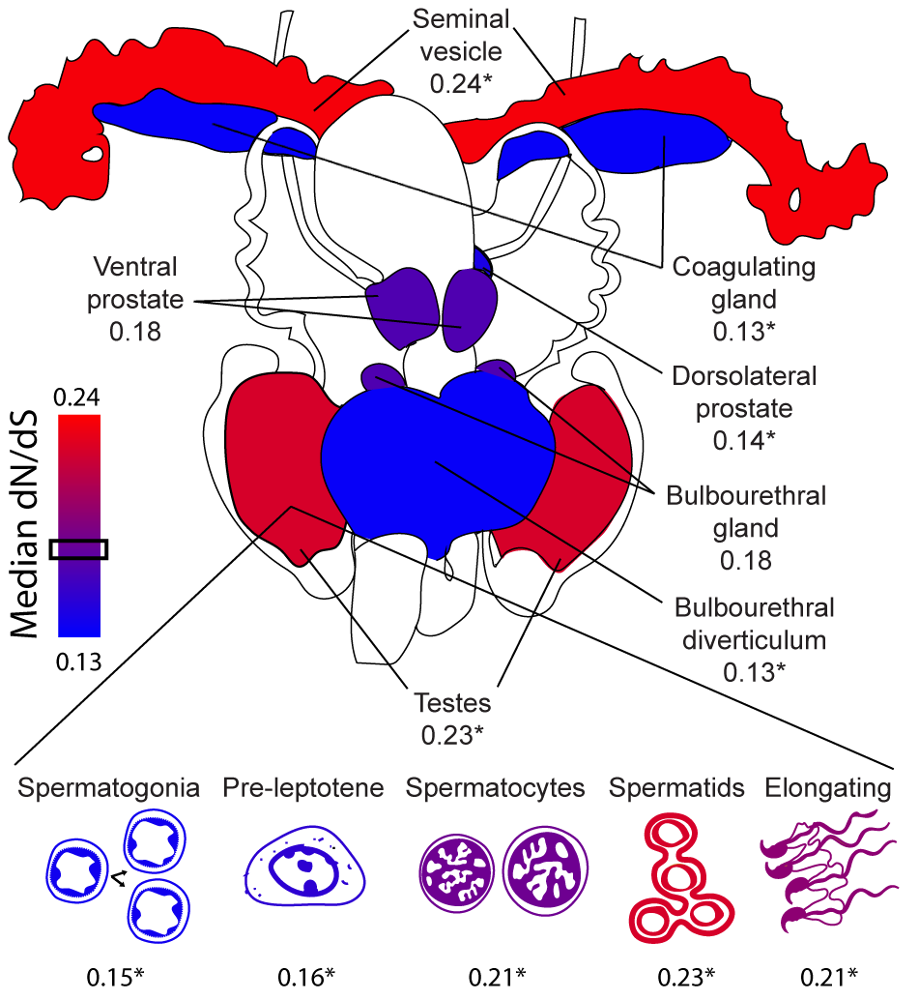 Seminal
vesicle
0.24*
Ventral
prostate
0.18
Coagulating
gland
0.13*
Dorsolateral
prostate
0.14*
0.24
Median dN/dS
0.13
Bulbourethral
gland
0.18
Bulbourethral
diverticulum
0.13*
Testes
0.23*
Spermatogonia Pre-leptotene Spermatocytes Spermatids Elongating
0.15* 0.16* 0.21* 0.23* 0.21*